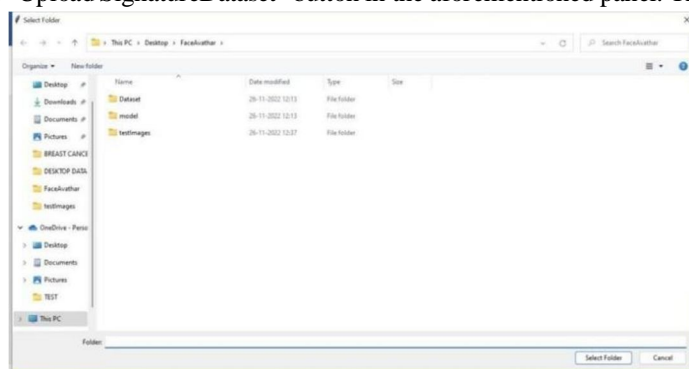 "Upload SignatureDataset" button in the aforementioned panel.
Select Folder
This PC > Desktop > FaceAvathar >
Search FaceAvathar
Organize
New folder
Name
Date modified
Type
Size
Desktop
Downloads
Documents
Pictures
BREAST CANCE
DESKTOP DATA
FaceAvathar
testImages
OneDrive - Perso
Desktop
Documents
Pictures
TEST
This PC
Dataset
26-11-2022 12:13
File folder
model
26-11-2022 12:13
File folder
testImages
26-11-2022 12:37
File folder
Folder:
Select Folder
Cancel